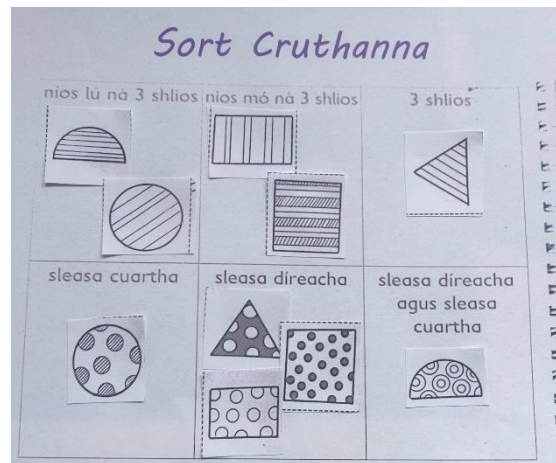 Sort Cruthanna
níos lú ná 3 shlios
níos mó ná 3 shlios
3 shlios
sleasa cuartha
sleasa díreacha
sleasa díreacha
agus sleasa
cuartha